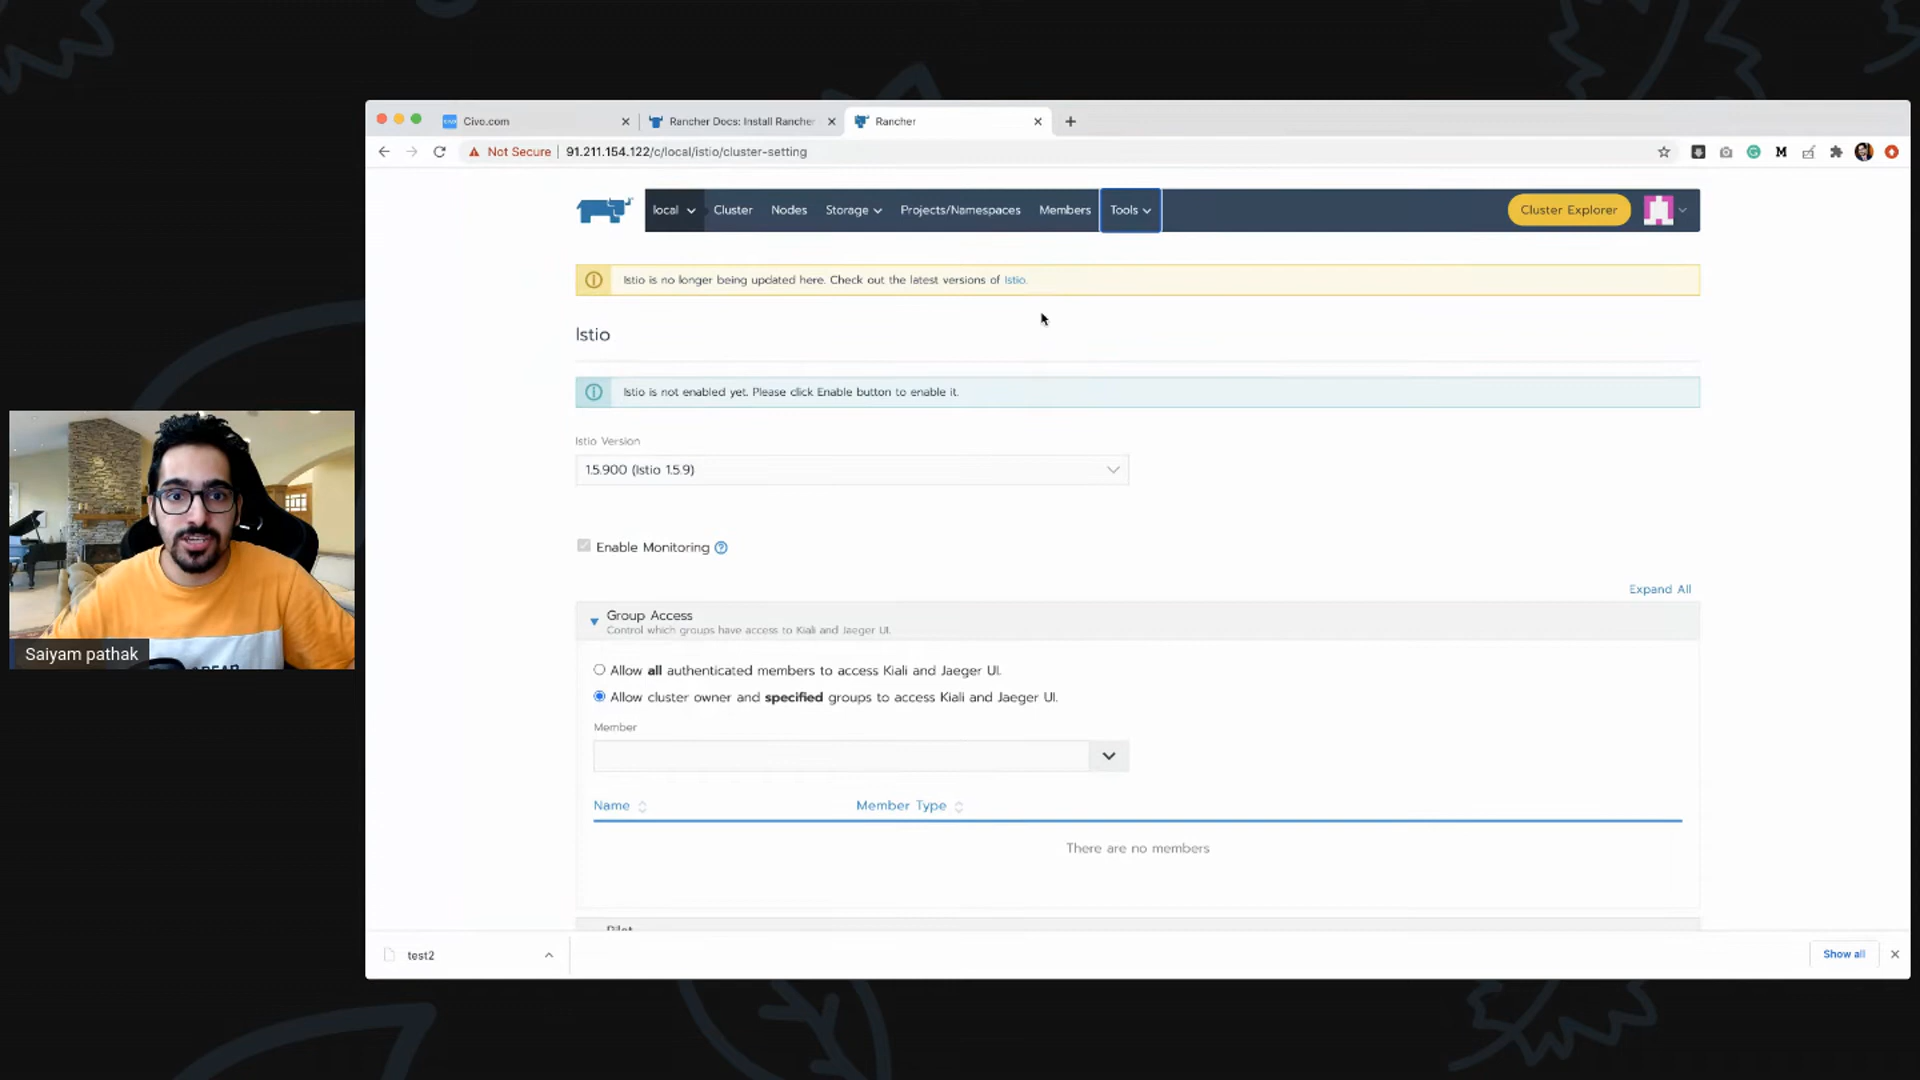 Civo.com
Rancher Docs: Install Rancher
Rancher
Not Secure
91.211.154.122/c/local/istio/cluster-setting
M
local
Cluster
Nodes
Storage
Projects/Namespaces
Members
Tools
Cluster Explorer
Istio is no longer being updated here. Check out the latest versions of Istio.
Istio
Istio is not enabled yet. Please click Enable button to enable it.
Istio Version
1.5.900 (Istio 1.5.9)
Enable Monitoring
Expand All
Group Access
Control which groups have access to Kiali and Jaeger UI.
Allow all authenticated members to access Kiali and Jaeger UI.
Allow cluster owner and specified groups to access Kiali and Jaeger UI.
Member
Name
Member Type
There are no members
Pilot
test2
Show all
Saiyam pathak